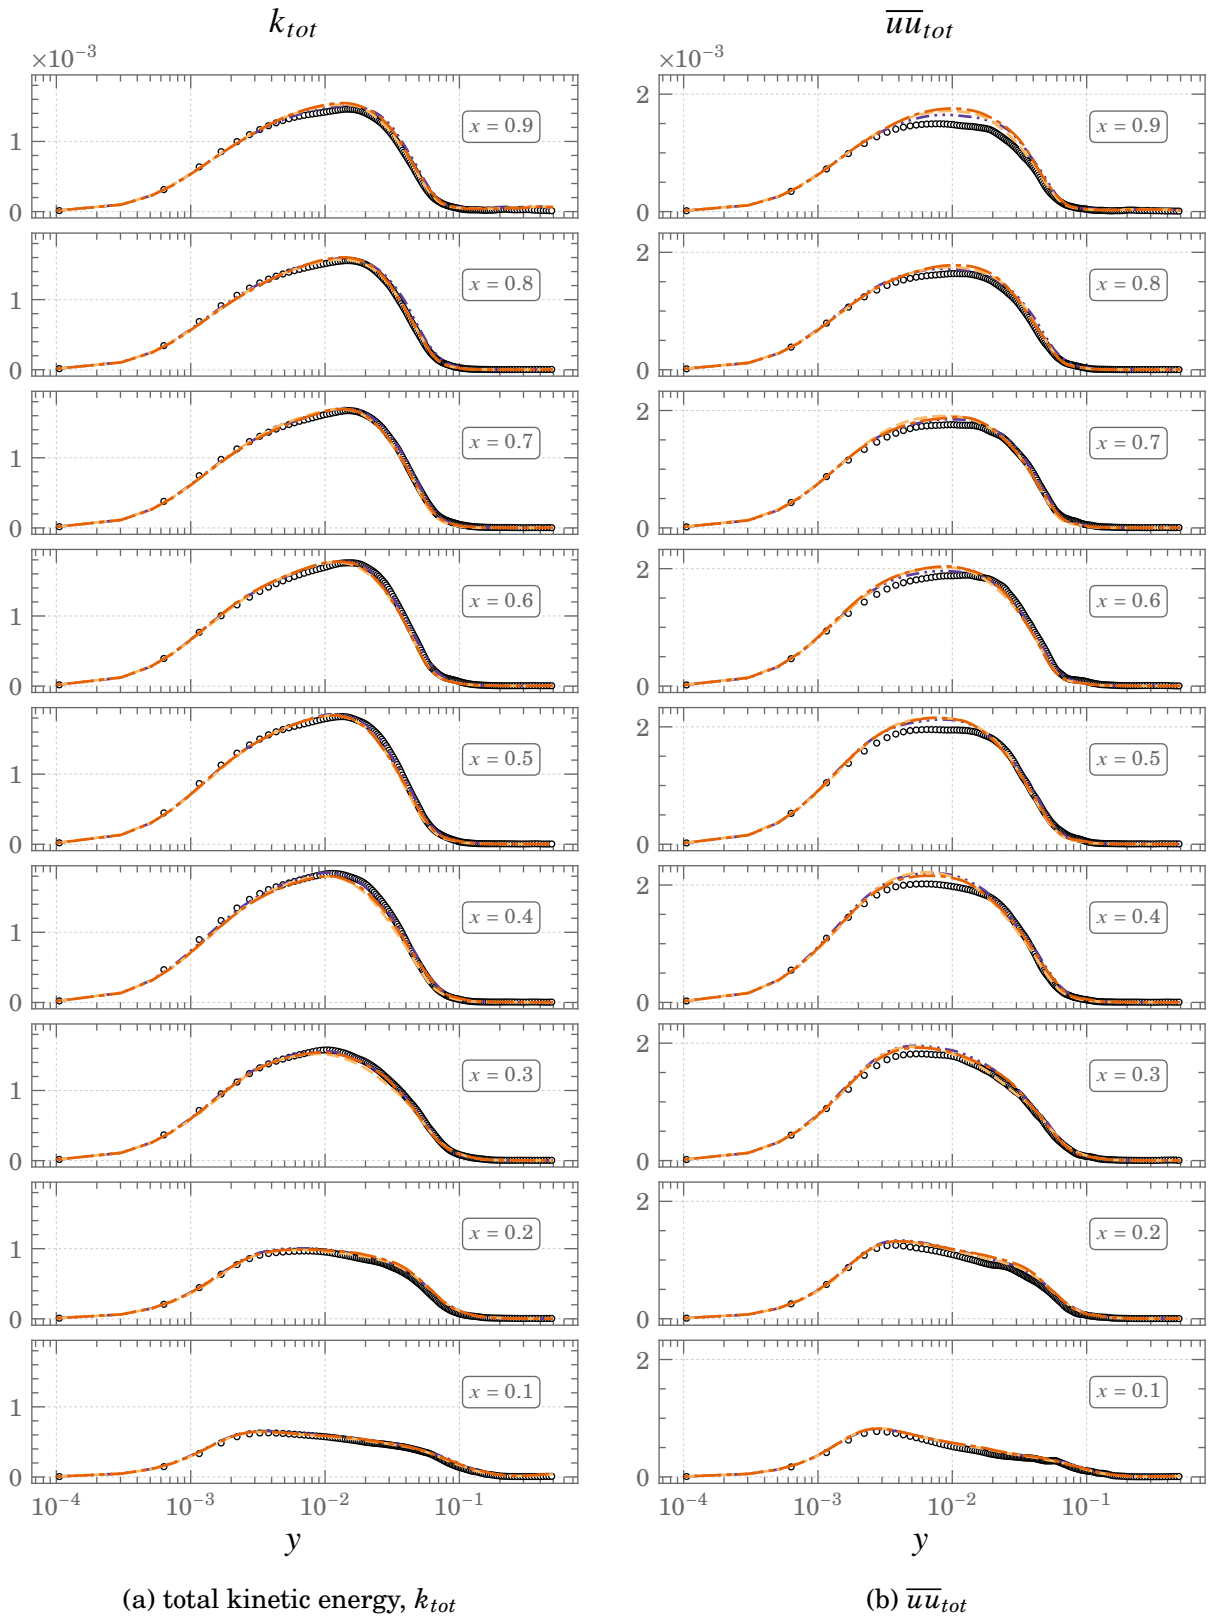 k_tot
\overline{uu}_tot
×10⁻³
×10⁻³
1
0
x = 0.9
2
0
x = 0.9
1
0
x = 0.8
2
0
x = 0.8
1
0
x = 0.7
2
0
x = 0.7
1
0
x = 0.6
2
0
x = 0.6
1
0
x = 0.5
2
0
x = 0.5
1
0
x = 0.4
2
0
x = 0.4
1
0
x = 0.3
2
0
x = 0.3
1
0
x = 0.2
2
0
x = 0.2
1
0
x = 0.1
2
0
x = 0.1
10⁻⁴ 10⁻³ 10⁻² 10⁻¹
10⁻⁴ 10⁻³ 10⁻² 10⁻¹
y
y
(a) total kinetic energy, k_tot
(b) \overline{uu}_tot